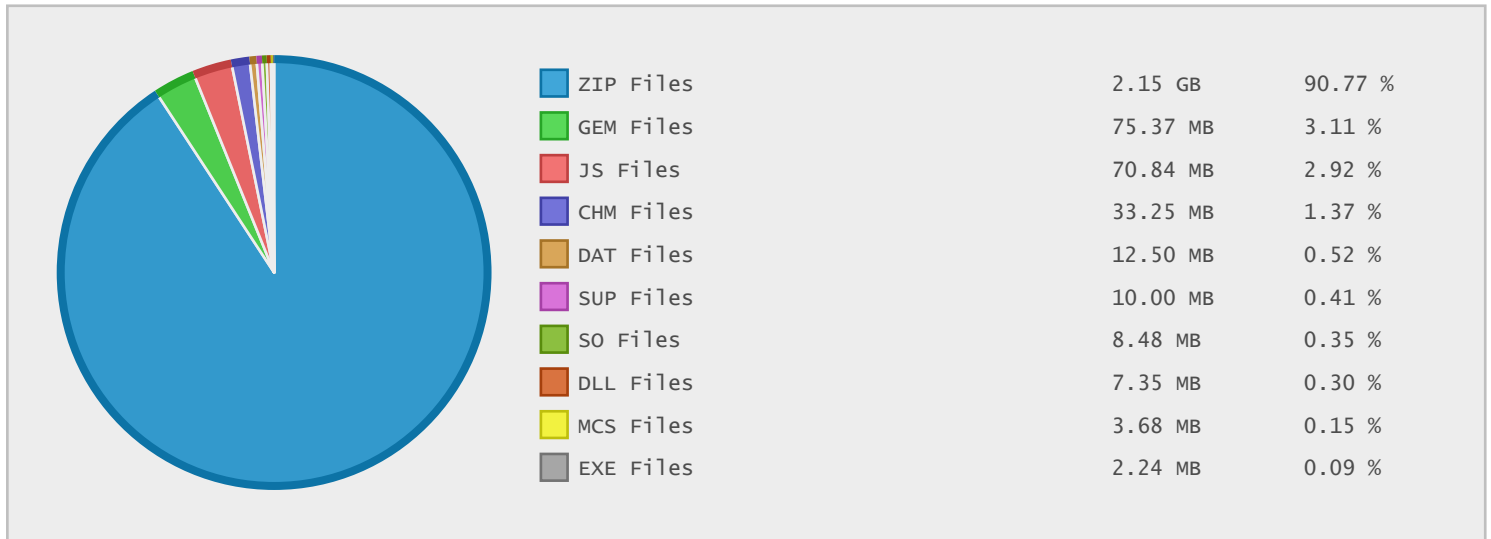 ZIP Files 2.15 GB 90.77 %
GEM Files 75.37 MB 3.11 %
JS Files 70.84 MB 2.92 %
CHM Files 33.25 MB 1.37 %
DAT Files 12.50 MB 0.52 %
SUP Files 10.00 MB 0.41 %
SO Files 8.48 MB 0.35 %
DLL Files 7.35 MB 0.30 %
MCS Files 3.68 MB 0.15 %
EXE Files 2.24 MB 0.09 %